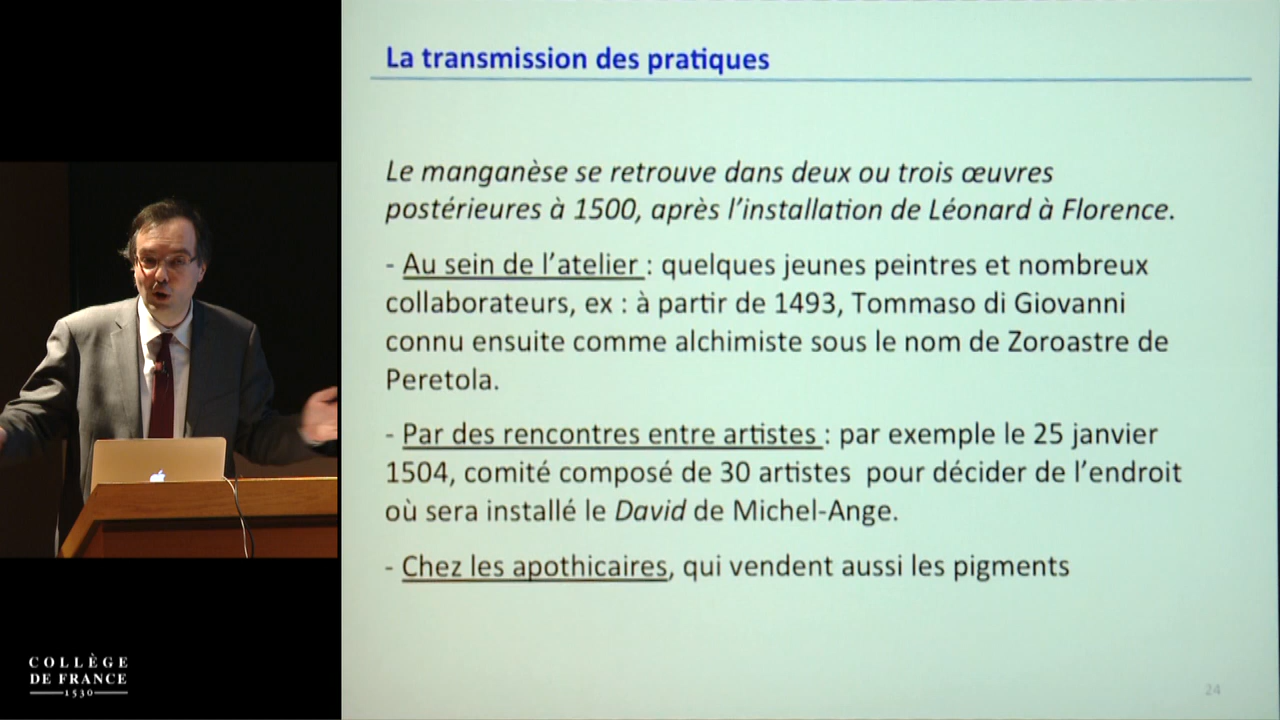 La transmission des pratiques
Le manganèse se retrouve dans deux ou trois œuvres
postérieures à 1500, après l’installation de Léonard à Florence.
- Au sein de l’atelier : quelques jeunes peintres et nombreux
collaborateurs, ex : à partir de 1493, Tommaso di Giovanni
connu ensuite comme alchimiste sous le nom de Zoroastre de
Peretola.
- Par des rencontres entre artistes : par exemple le 25 janvier
1504, comité composé de 30 artistes pour décider de l’endroit
où sera installé le David de Michel-Ange.
- Chez les apothicaires, qui vendent aussi les pigments
24
COLLÈGE
DE FRANCE
1530